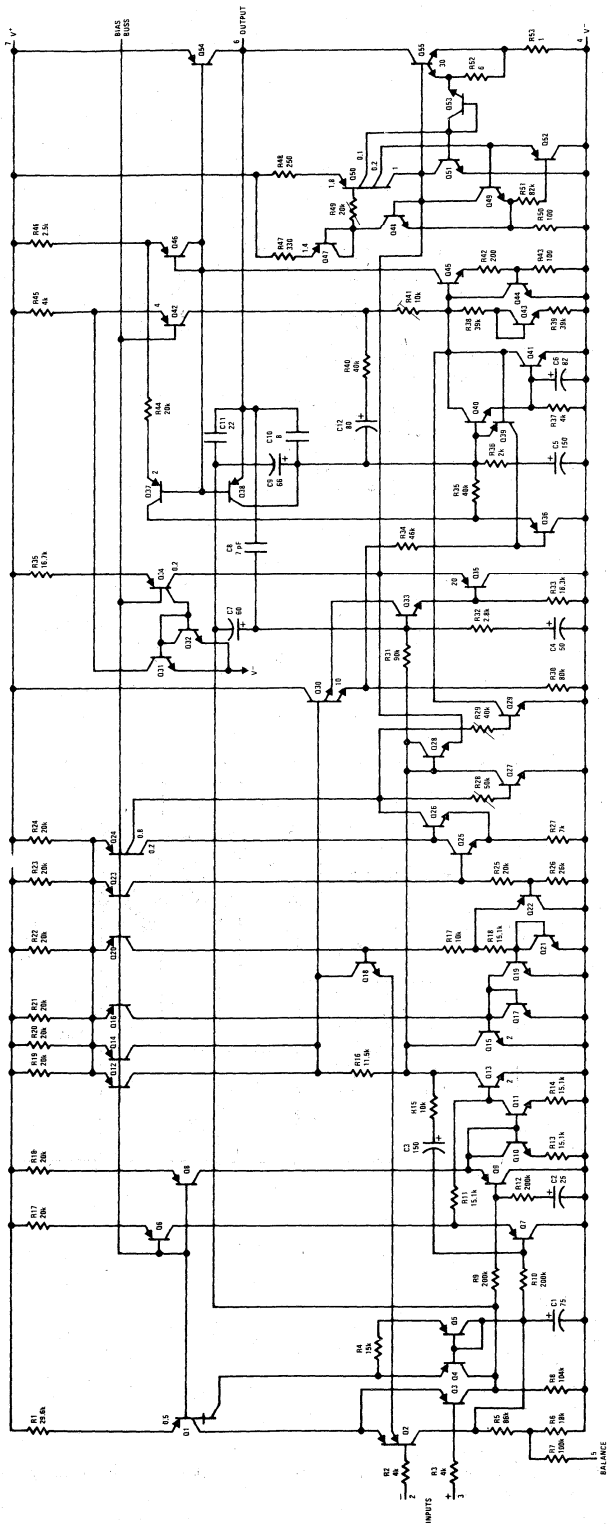 7 V+
BIAS BUSS
6 OUTPUT
4 V-
R1 29.6k
R17 20k
R18 20k
R19 20k
R20 20k
R21 20k
R22 20k
R23 20k
R24 20k
R35 16.7k
R45 4k
R46 2.5k
Q54
0.5
Q1
Q6
Q8
Q12
Q14
Q16
Q20
Q23
Q24
0.8
0.2
Q31
Q32
Q34
0.2
V-
Q37
2
Q38
R44 20k
4
Q42
Q46
C11 22
C9 66
C10 8
C7 60
C8 7 pF
R47 330
R48 250
1.4
Q47
R49 20k
1.8
Q50
0.1
0.2
1
Q30
10
Q18
C12 80
R40 40k
R41 10k
Q55
30
Q53
R52 6
R53 1
Q51
Q49
Q52
R51 82k
R50 100
R4 15k
Q5
Q4
Q3
Q2
R2 4k
R3 4k
- 2
+ 3
INPUTS
R5 86k
R6 18k
R7 100k
5
BALANCE
R8 104k
C1 75
R9 200k
R10 200k
Q7
R11 15.1k
Q9
R12 200k
C2 25
C3 150
R15 10k
R16 11.5k
Q10
Q11
Q13
2
R13 15.1k
R14 15.1k
Q15
2
Q17
Q19
Q21
R17 10k
R18 15.1k
Q22
R25 20k
R26 26k
Q25
Q26
R27 7k
R28 50k
Q27
Q28
R29 40k
Q29
R30 80k
R31 90k
Q33
R32 2.8k
C4 50
20
R33 16.3k
R34 46k
Q36
R35 40k
R36 2k
C5 150
Q39
Q40
R37 4k
Q41
C6 82
R38 39k
Q43
R39 39k
Q44
Q45
R42 200
R43 100